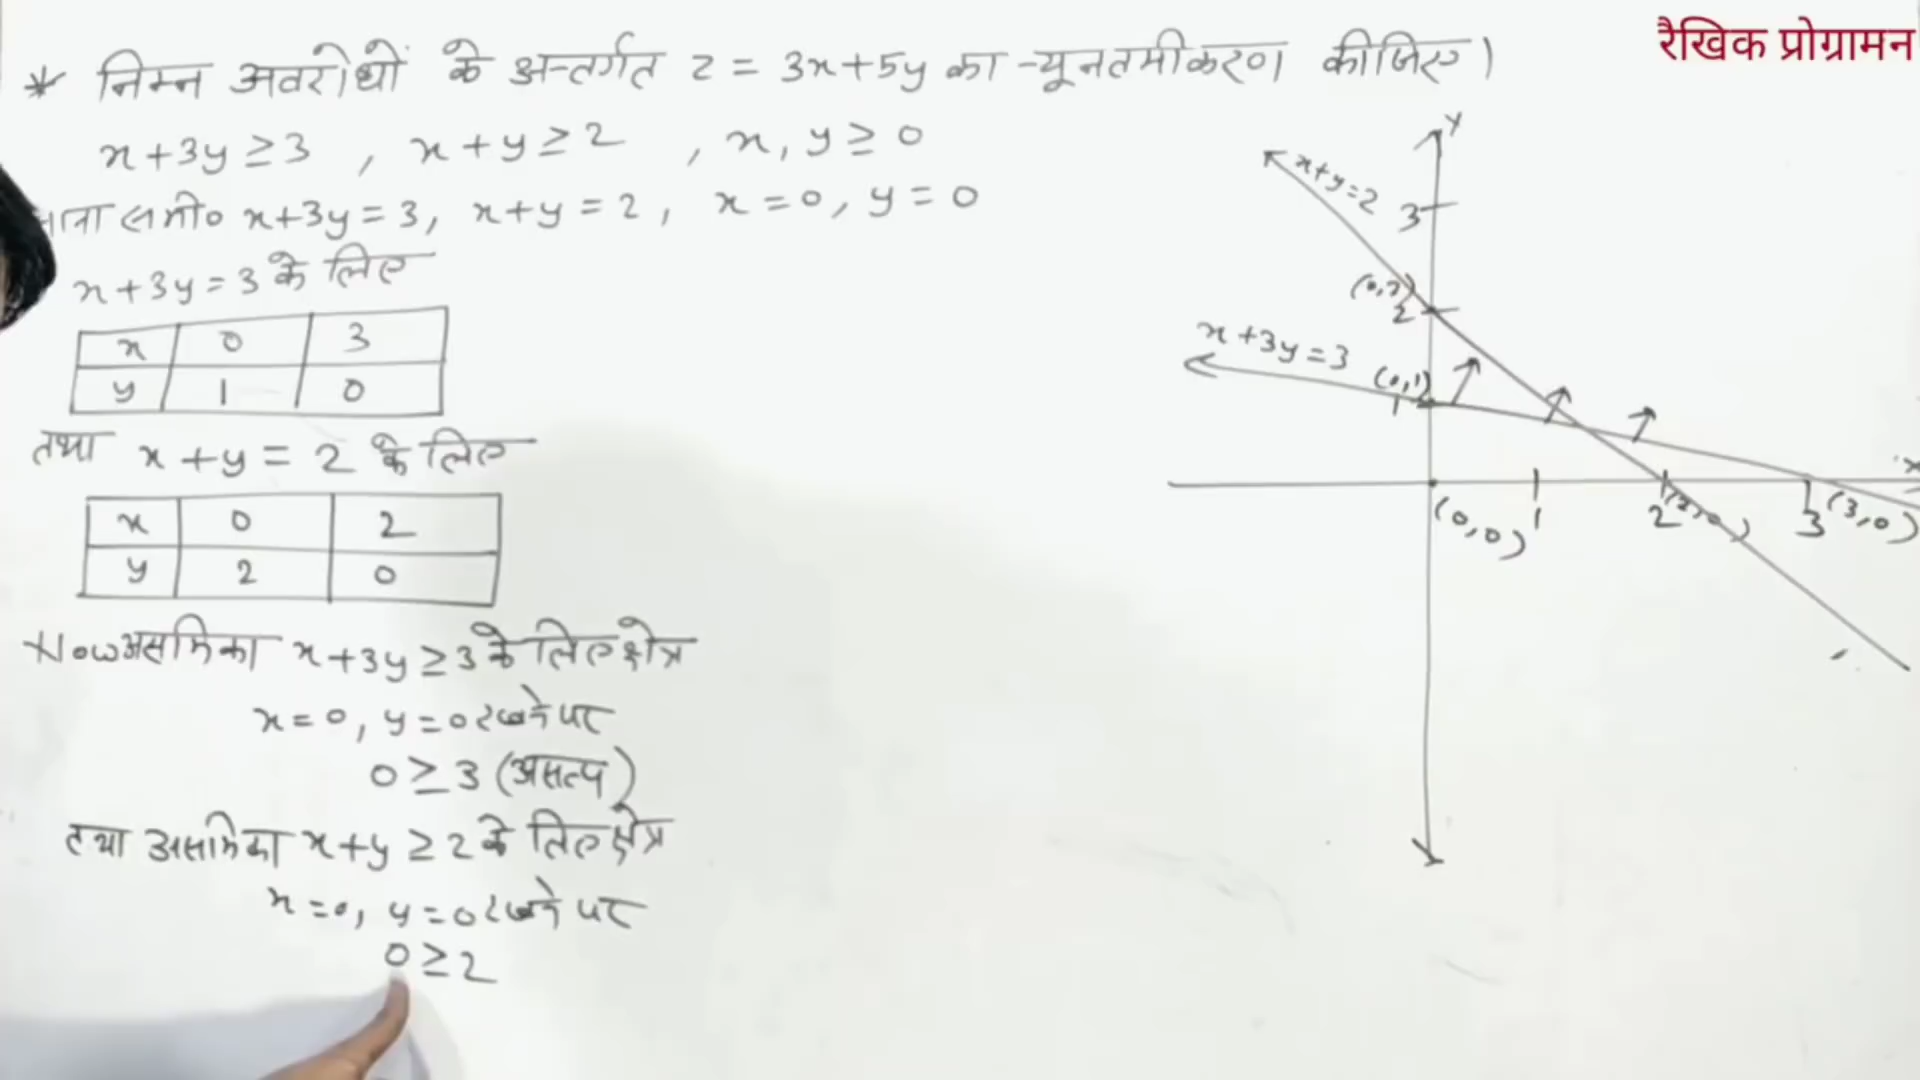 रैखिक प्रोग्रामन
* निम्न अवरोधों के अन्तर्गत z = 3x+5y का न्यूनतमीकरण कीजिए।
x+3y ≥ 3 , x+y ≥ 2 , x, y ≥ 0
समी० x+3y = 3, x+y = 2, x = 0, y = 0
x+3y = 3 के लिए
x 0 3
y 1 0
तथा x+y = 2 के लिए
x 0 2
y 2 0
Now असमिका x+3y ≥ 3 के लिए क्षेत्र
x = 0, y = 0 रखने पर
0 ≥ 3 (असत्य)
तथा असमिका x+y ≥ 2 के लिए क्षेत्र
x = 0, y = 0 रखने पर
0 ≥ 2
y
x+y=2
3
(0,2)
2
x+3y=3
(0,1)
1
x
(0,0)
1
2
(2,0)
3
(3,0)